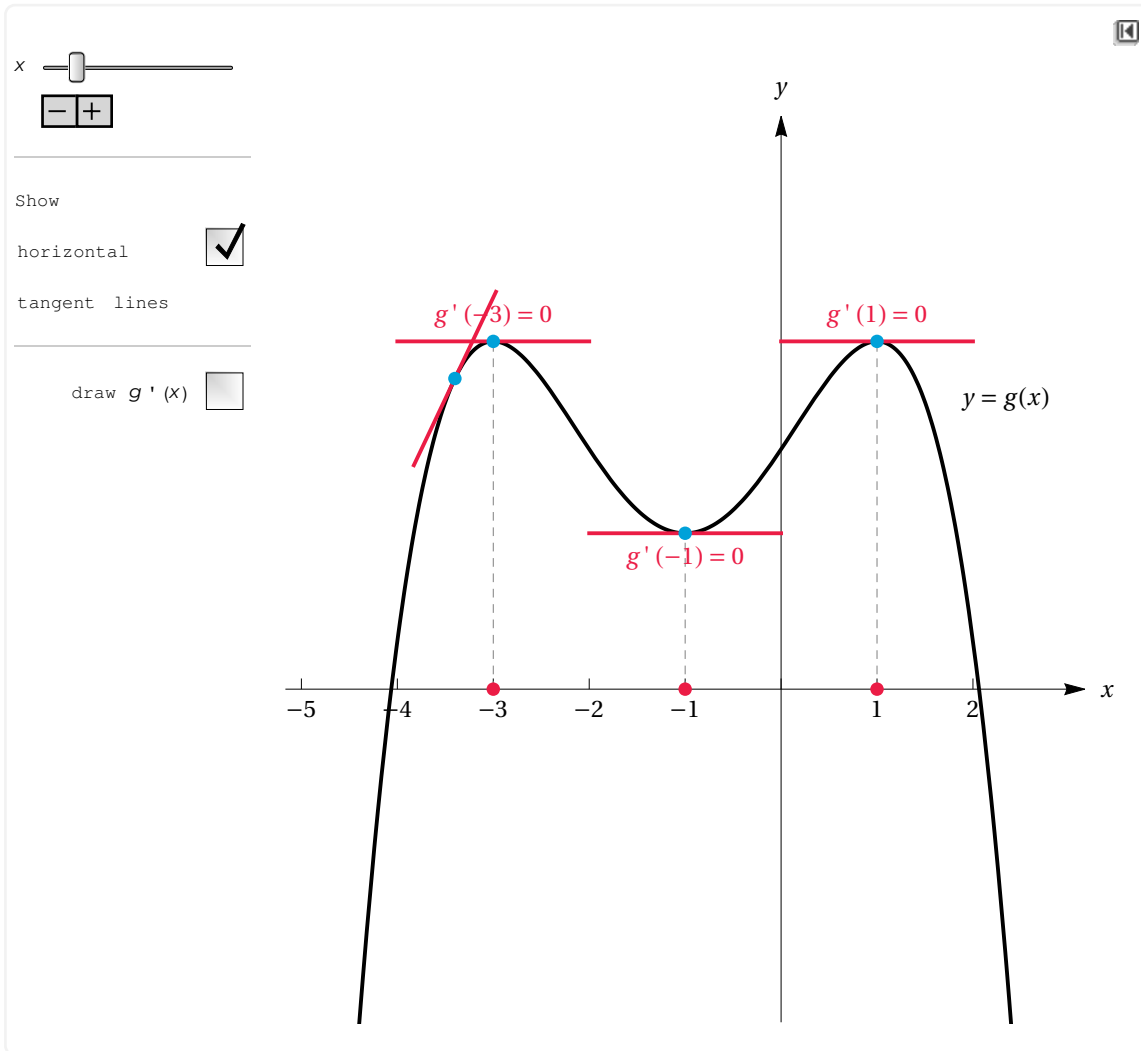 x
− +
Show
horizontal
tangent lines
draw g ' (x)
y
g ' (−3) = 0
g ' (1) = 0
y = g(x)
g ' (−1) = 0
x
−5 −4 −3 −2 −1 1 2